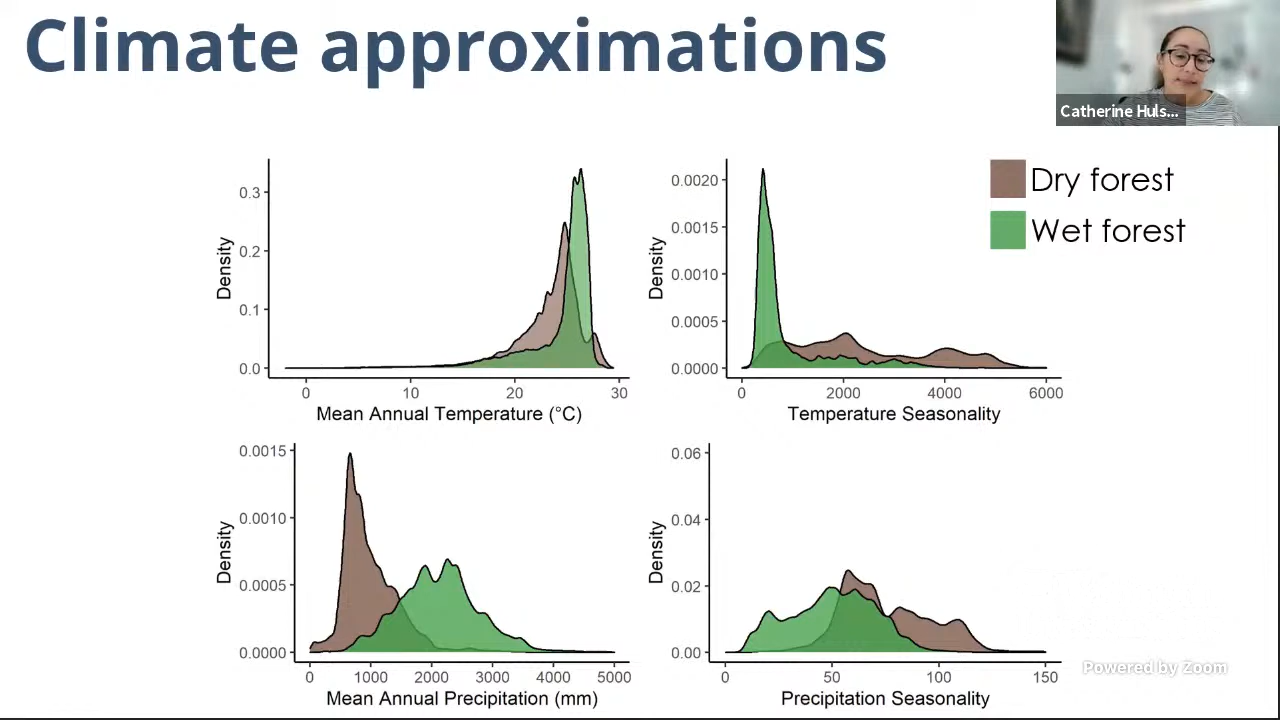 Climate approximations
Catherine Huls...
Dry forest
Wet forest
Density
0.3
0.2
0.1
0.0
0
10
20
30
Mean Annual Temperature (°C)
Density
0.0020
0.0015
0.0010
0.0005
0.0000
0
2000
4000
6000
Temperature Seasonality
Density
0.0015
0.0010
0.0005
0.0000
0
1000
2000
3000
4000
5000
Mean Annual Precipitation (mm)
Density
0.06
0.04
0.02
0.00
0
50
100
150
Precipitation Seasonality
Powered by Zoom